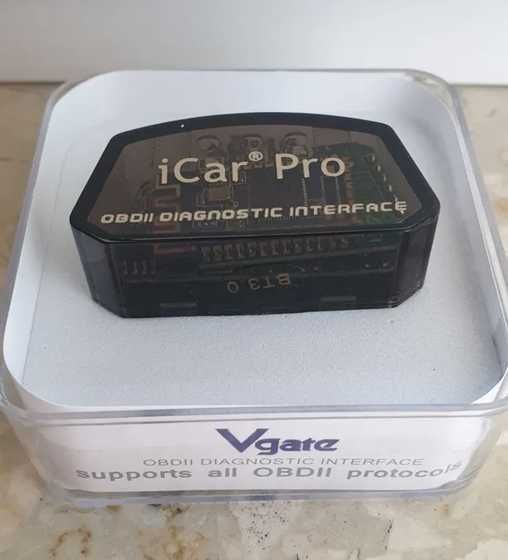 iCar® Pro
OBDII DIAGNOSTIC INTERFACE
BT3.0
Vgate
OBDII DIAGNOSTIC INTERFACE
supports all OBDII protocols